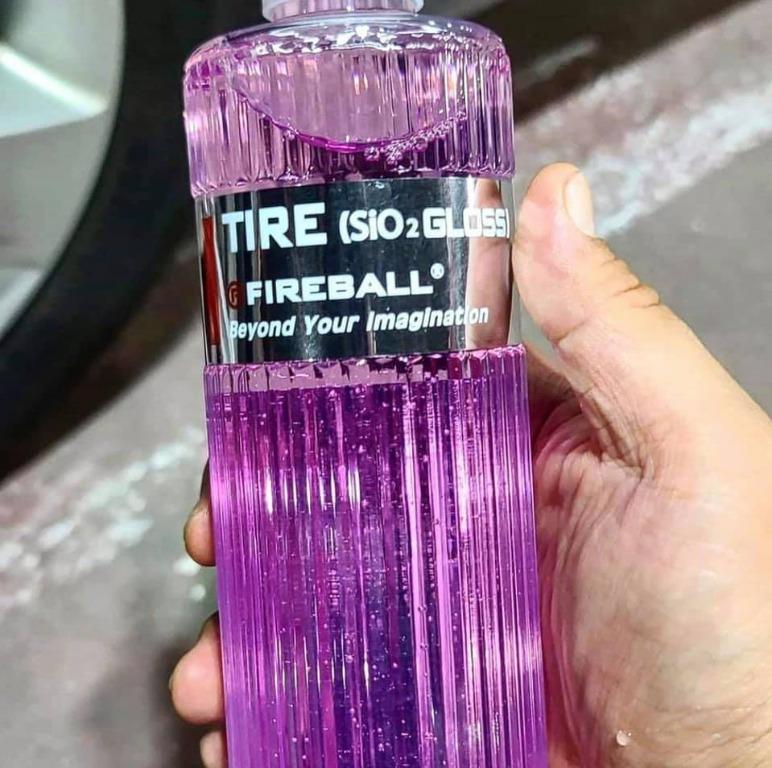 TIRE (SiO₂ GLOSS)
FIREBALL®
Beyond Your Imagination